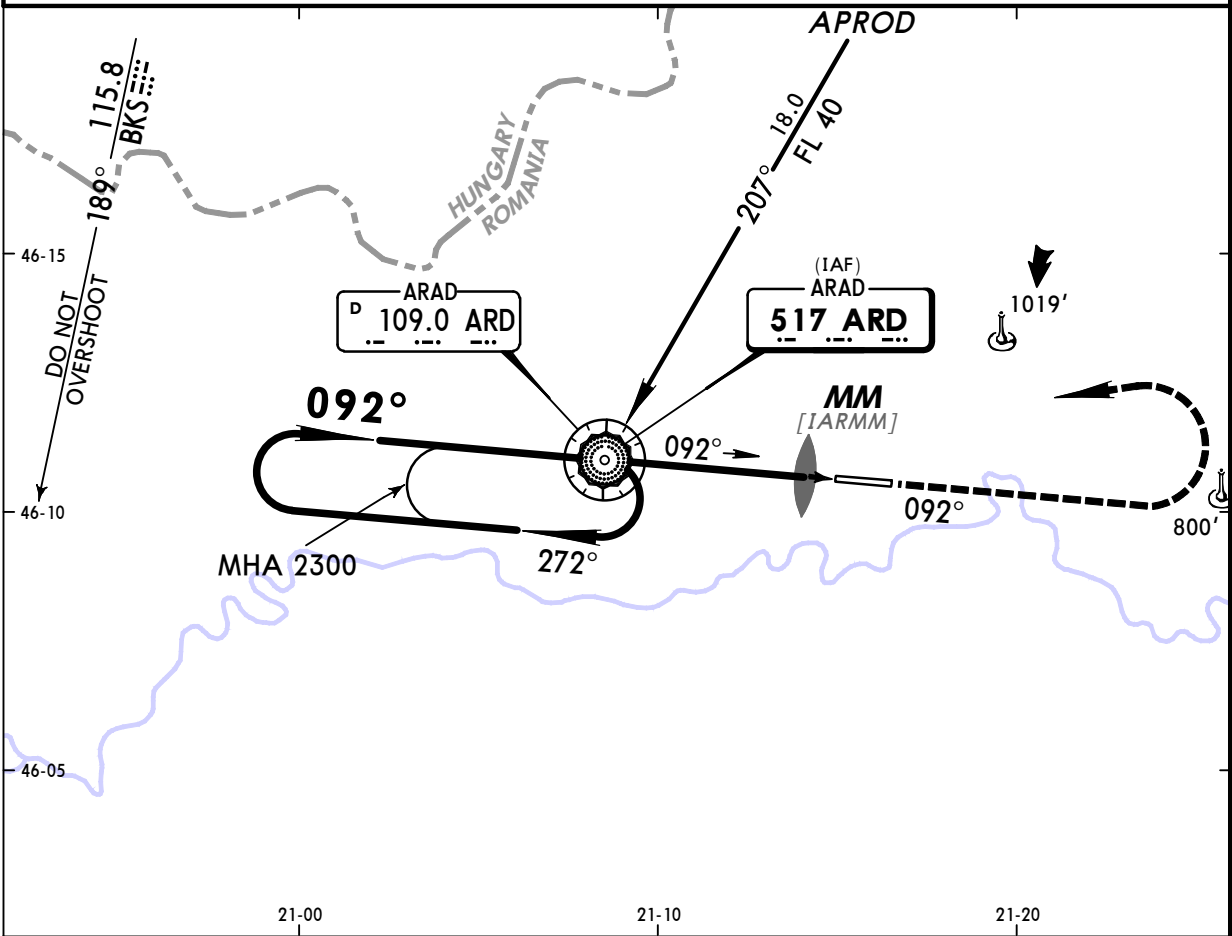 APROD
115.8
BKS
18.0
FL 40
HUNGARY
ROMANIA
189°
207°
46-15
(IAF)
ARAD
D 109.0 ARD
ARAD
517 ARD
1019'
DO NOT
OVERSHOOT
092°
MM
[IARMM]
092°
46-10
092°
800'
MHA 2300
272°
46-05
21-00
21-10
21-20